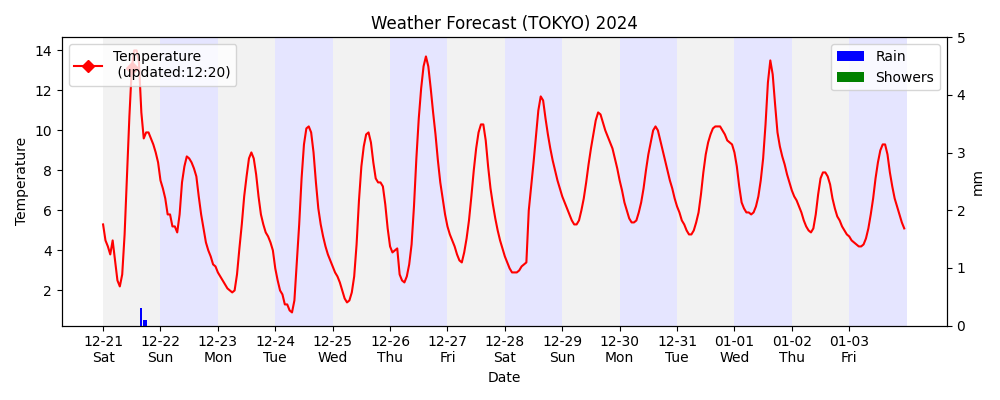 Weather Forecast (TOKYO) 2024
Temperature
(updated:12:20)
Rain
Showers
14
12
10
8
6
4
2
Temperature
5
4
3
2
1
0
mm
12-21 12-22 12-23 12-24 12-25 12-26 12-27 12-28 12-29 12-30 12-31 01-01 01-02 01-03
Sat Sun Mon Tue Wed Thu Fri Sat Sun Mon Tue Wed Thu Fri
Date